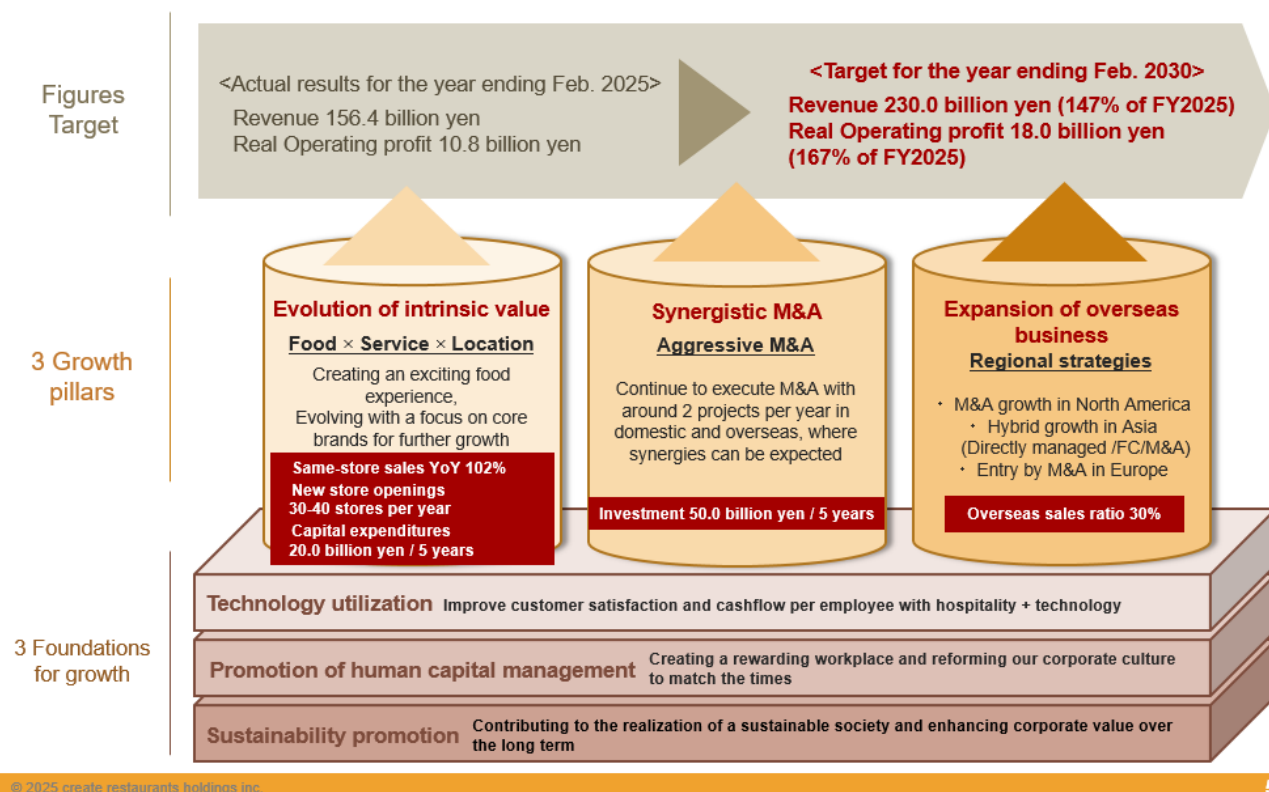 Figures
Target
<Actual results for the year ending Feb. 2025>
Revenue 156.4 billion yen
Real Operating profit 10.8 billion yen
<Target for the year ending Feb. 2030>
Revenue 230.0 billion yen (147% of FY2025)
Real Operating profit 18.0 billion yen
(167% of FY2025)
3 Growth
pillars
Evolution of intrinsic value
Food × Service × Location
Creating an exciting food
experience,
Evolving with a focus on core
brands for further growth
Same-store sales YoY 102%
New store openings
30-40 stores per year
Capital expenditures
20.0 billion yen / 5 years
Synergistic M&A
Aggressive M&A
Continue to execute M&A with
around 2 projects per year in
domestic and overseas, where
synergies can be expected
Investment 50.0 billion yen / 5 years
Expansion of overseas
business
Regional strategies
・ M&A growth in North America
・ Hybrid growth in Asia
(Directly managed /FC/M&A)
・ Entry by M&A in Europe
Overseas sales ratio 30%
3 Foundations
for growth
Technology utilization Improve customer satisfaction and cashflow per employee with hospitality + technology
Promotion of human capital management Creating a rewarding workplace and reforming our corporate culture
to match the times
Sustainability promotion Contributing to the realization of a sustainable society and enhancing corporate value over
the long term
© 2025 create restaurants holdings inc.